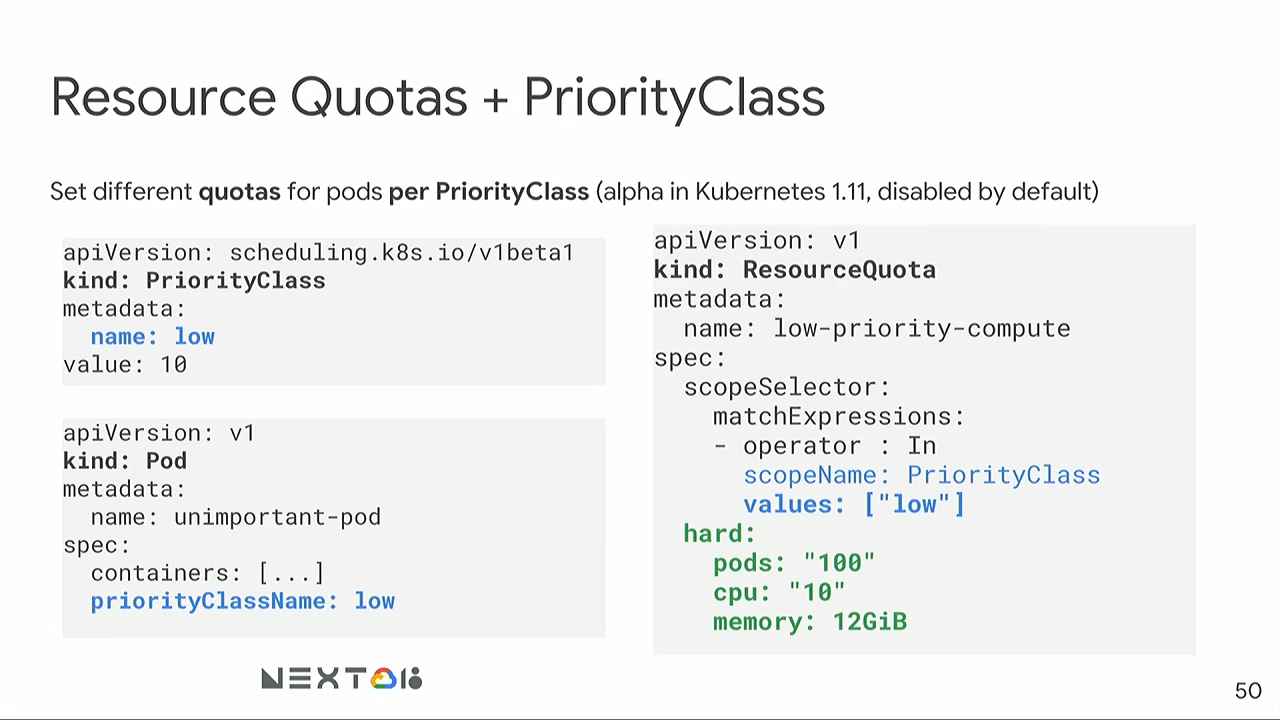 Resource Quotas + PriorityClass
Set different quotas for pods per PriorityClass (alpha in Kubernetes 1.11, disabled by default)
apiVersion: scheduling.k8s.io/v1beta1
kind: PriorityClass
metadata:
  name: low
value: 10
apiVersion: v1
kind: Pod
metadata:
  name: unimportant-pod
spec:
  containers: [...]
  priorityClassName: low
apiVersion: v1
kind: ResourceQuota
metadata:
  name: low-priority-compute
spec:
  scopeSelector:
    matchExpressions:
    - operator : In
      scopeName: PriorityClass
      values: ["low"]
  hard:
    pods: "100"
    cpu: "10"
    memory: 12GiB
NEXT 18
50